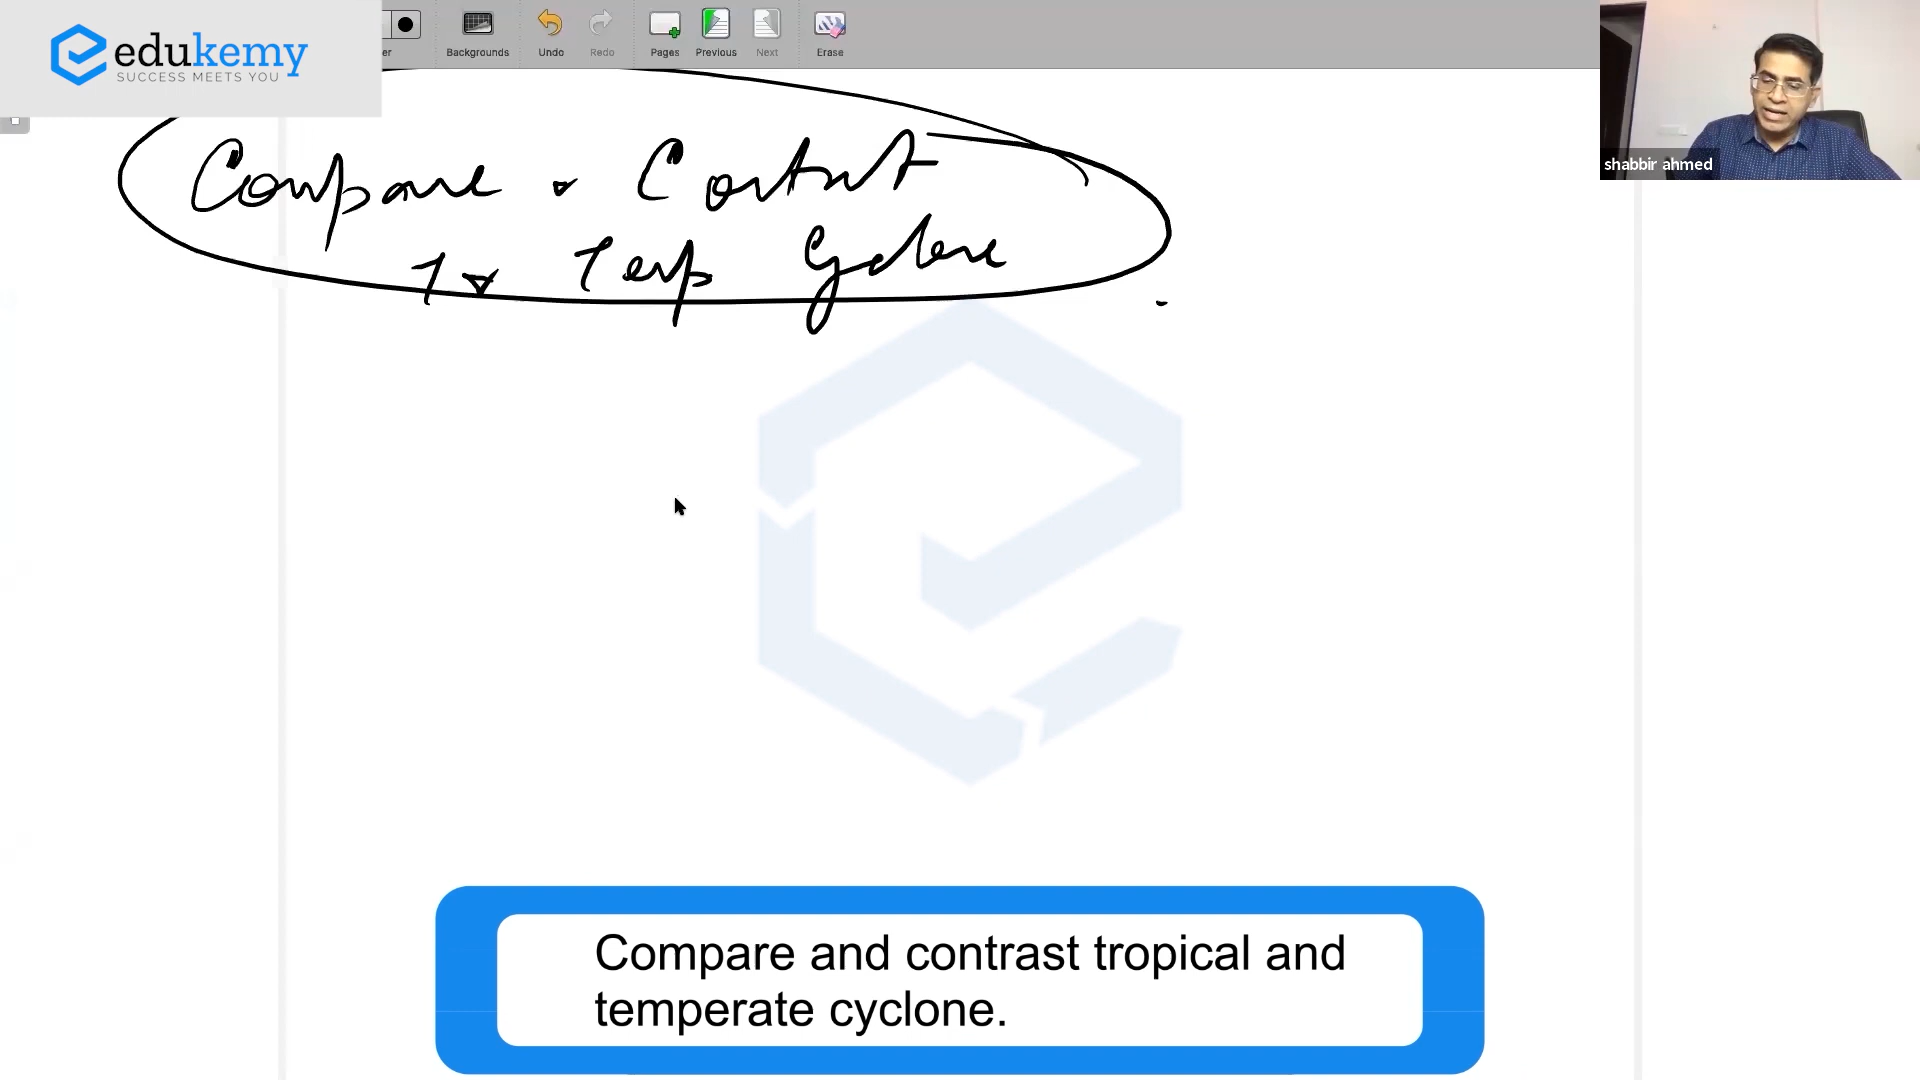 edukemy
SUCCESS MEETS YOU
er
Backgrounds
Undo
Redo
Pages
Previous
Next
Erase
shabbir ahmed
Compare & Contrast
T & Temp Cyclone
Compare and contrast tropical and
temperate cyclone.